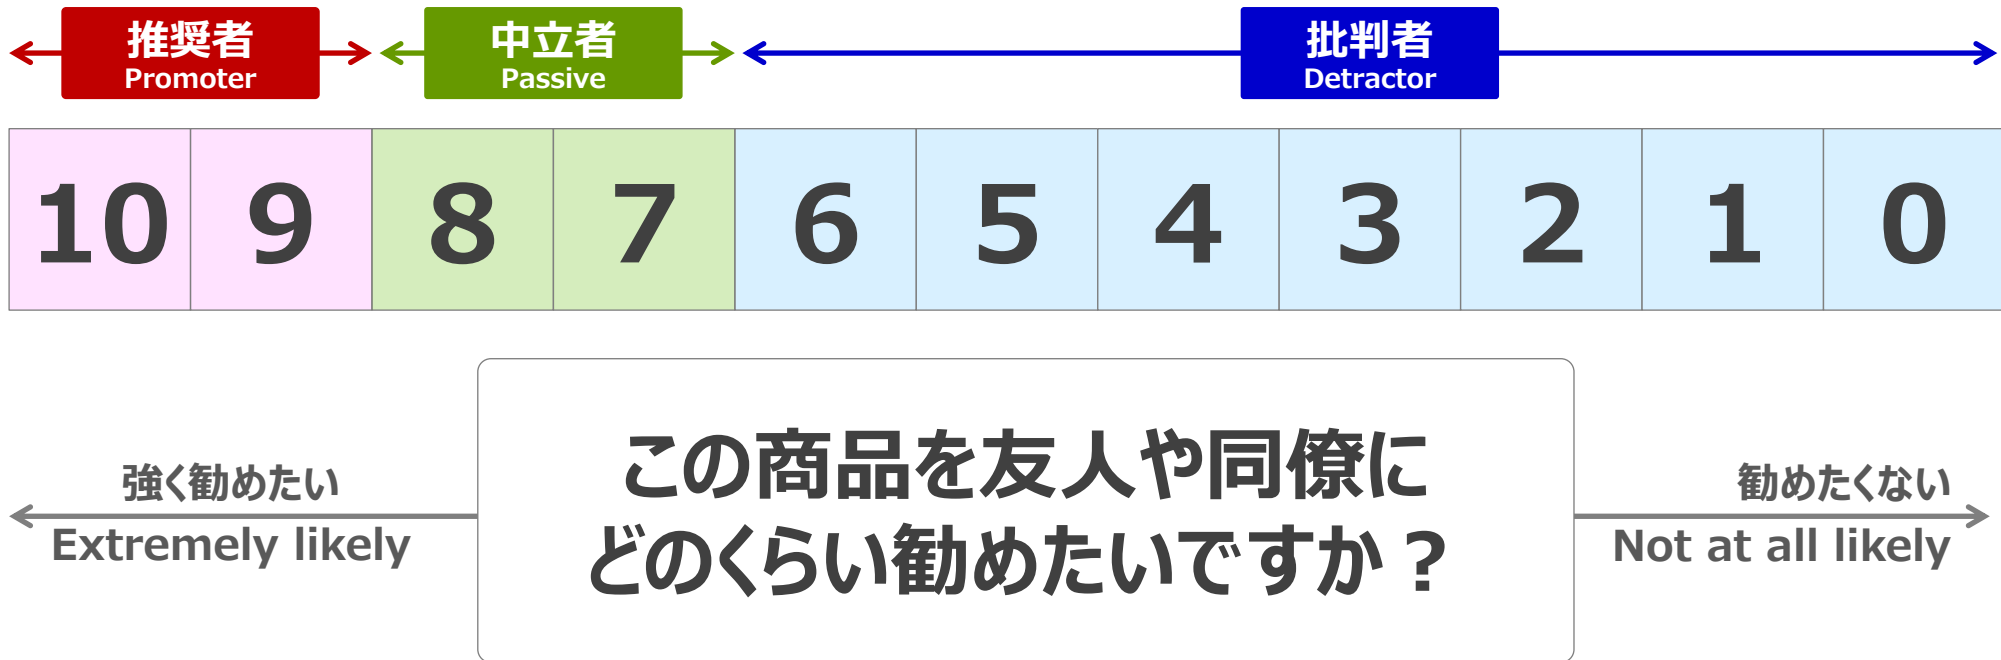 推奨者
Promoter
中立者
Passive
批判者
Detractor
10 9 8 7 6 5 4 3 2 1 0
この商品を友人や同僚に
どのくらい勧めたいですか？
強く勧めたい
Extremely likely
勧めたくない
Not at all likely